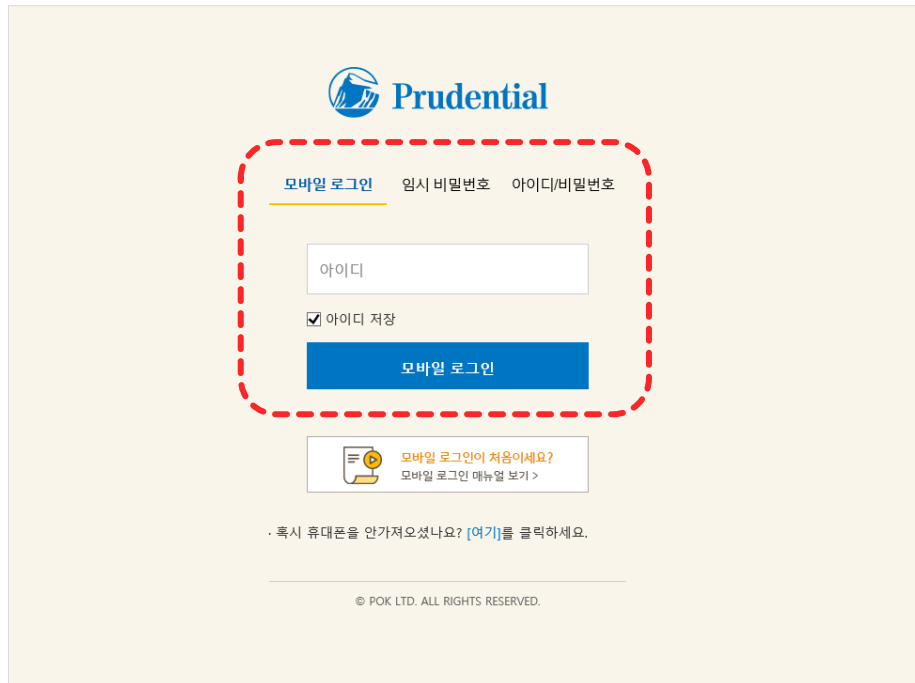 Prudential
모바일 로그인 임시 비밀번호 아이디/비밀번호
아이디
아이디 저장
모바일 로그인
모바일 로그인이 처음이세요?
모바일 로그인 매뉴얼 보기 >
· 혹시 휴대폰을 안가져오셨나요? [여기]를 클릭하세요.
© POK LTD. ALL RIGHTS RESERVED.